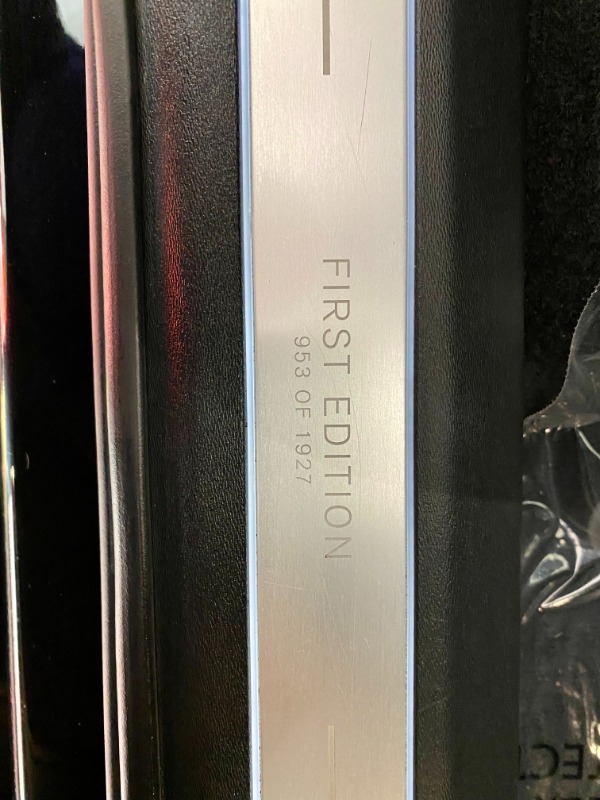 FIRST EDITION
953 OF 1927